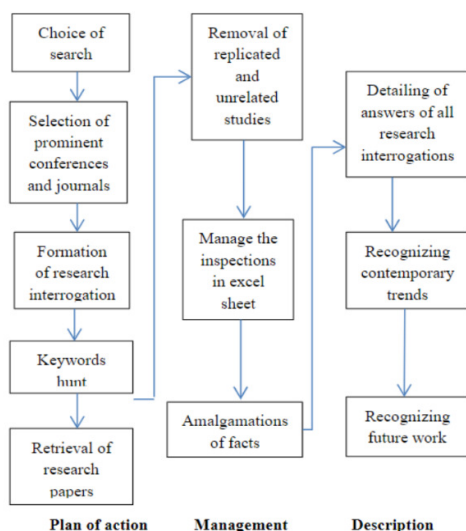 Choice of
search
Selection of
prominent
conferences
and journals
Formation
of research
interrogation
Keywords
hunt
Retrieval of
research
papers
Plan of action
Removal of
replicated
and
unrelated
studies
Manage the
inspections
in excel
sheet
Amalgamations
of facts
Management
Detailing of
answers of all
research
interrogations
Recognizing
contemporary
trends
Recognizing
future work
Description